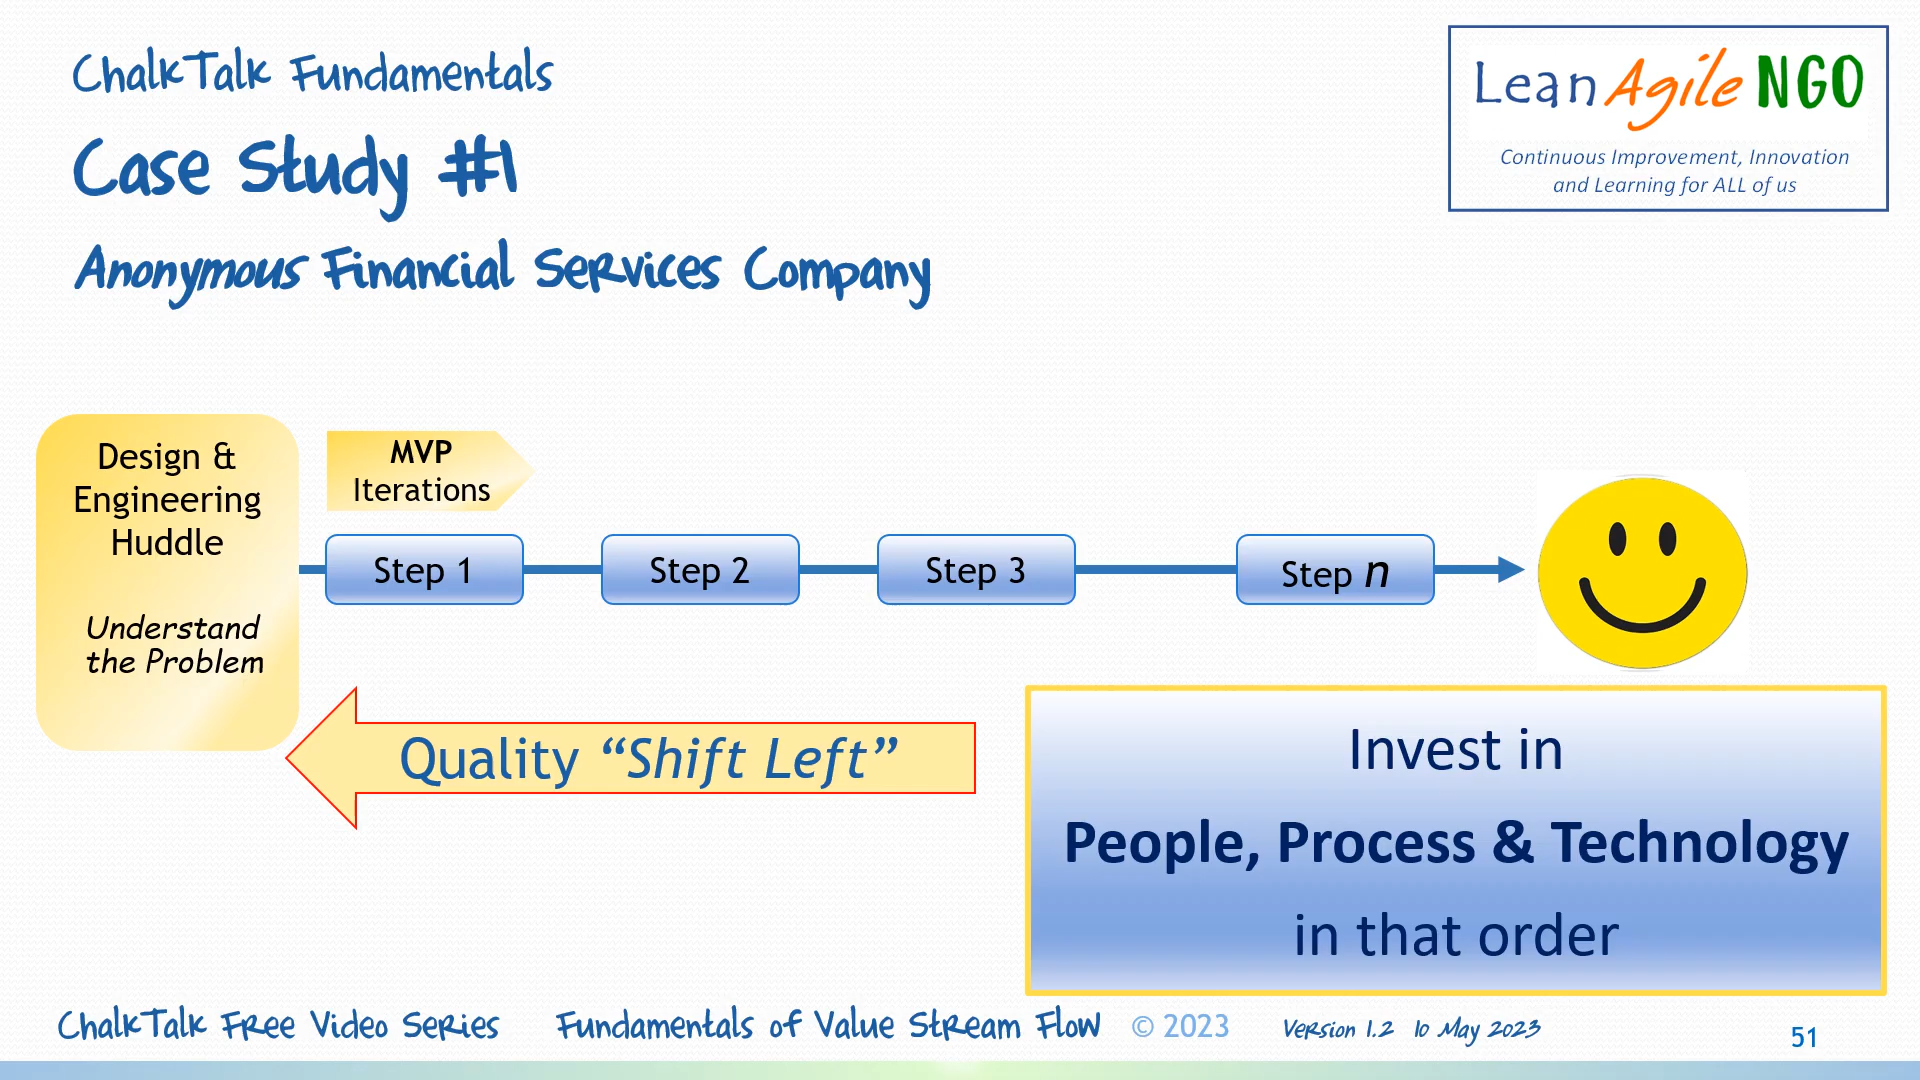 ChalkTalk Fundamentals
Case Study #1
Anonymous Financial Services Company
Lean Agile NGO
Continuous Improvement, Innovation
and Learning for ALL of us
Design &
Engineering
Huddle
Understand
the Problem
MVP
Iterations
Step 1
Step 2
Step 3
Step n
Quality “Shift Left”
Invest in
People, Process & Technology
in that order
ChalkTalk Free Video Series
Fundamentals of Value Stream Flow
© 2023
Version 1.2 10 May 2023
51